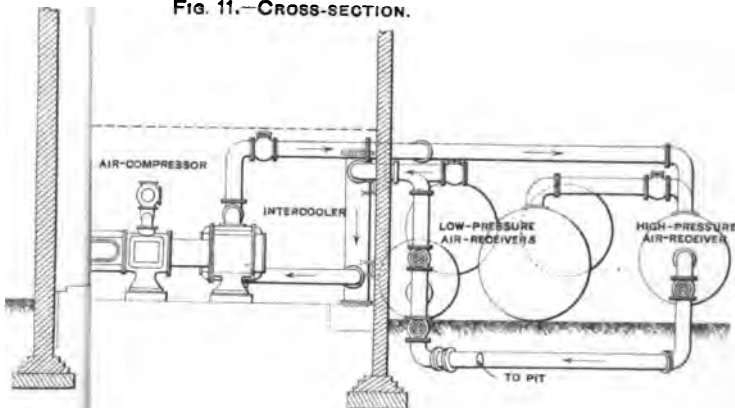 FIG. 11.—CROSS-SECTION.
AIR-COMPRESSOR
INTERCOOLER
LOW-PRESSURE
AIR-RECEIVERS
HIGH-PRESSURE
AIR-RECEIVER
TO PIT